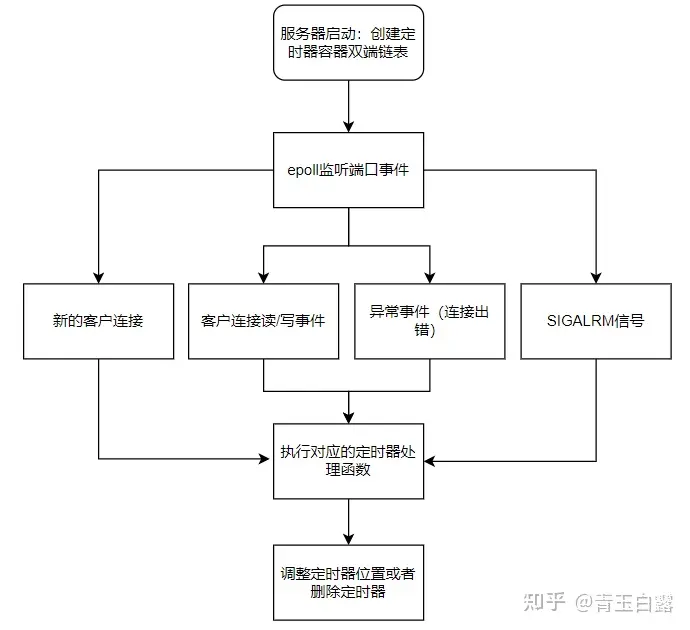 服务器启动：创建定
时器容器双端链表
epoll监听端口事件
新的客户连接
客户连接读/写事件
异常事件（连接出
错）
SIGALRM信号
执行对应的定时器处
理函数
调整定时器位置或者
删除定时器
知乎 @青玉白露